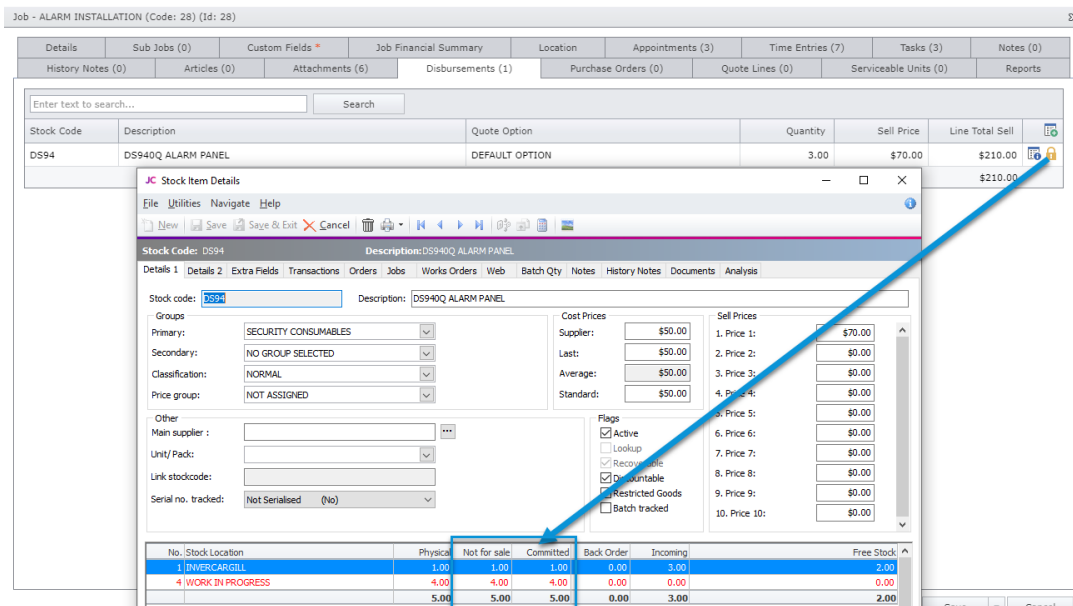 Job - ALARM INSTALLATION (Code: 28) (Id: 28)
Details Sub Jobs (0) Custom Fields * Job Financial Summary Location Appointments (3) Time Entries (7) Tasks (3) Notes (0)
History Notes (0) Articles (0) Attachments (6) Disbursements (1) Purchase Orders (0) Quote Lines (0) Serviceable Units (0) Reports
Enter text to search... Search
Stock Code Description Quote Option Quantity Sell Price Line Total Sell
DS94 DS940Q ALARM PANEL DEFAULT OPTION 3.00 $70.00 $210.00
$210.00
JC Stock Item Details
File Utilities Navigate Help
New Save Save & Exit Cancel
Stock Code: DS94 Description:DS940Q ALARM PANEL
Details 1 Details 2 Extra Fields Transactions Orders Jobs Works Orders Web Batch Qty Notes History Notes Documents Analysis
Stock code: DS94 Description: DS940Q ALARM PANEL
Groups Cost Prices Sell Prices
Primary: SECURITY CONSUMABLES Supplier: $50.00 1. Price 1: $70.00
Secondary: NO GROUP SELECTED Last: $50.00 2. Price 2: $0.00
Classification: NORMAL Average: $50.00 3. Price 3: $0.00
Price group: NOT ASSIGNED Standard: $50.00 4. Price 4: $0.00
Other Flags Price 5: $0.00
Main supplier : ... Active 6. Price 6: $0.00
Lookup
Unit/Pack: Recoverable 7. Price 7: $0.00
Link stockcode: Discountable 8. Price 8: $0.00
Serial no. tracked: Not Serialised (No) Restricted Goods 9. Price 9: $0.00
Batch tracked 10. Price 10: $0.00
No. Stock Location Physical Not for sale Committed Back Order Incoming Free Stock
1 INVERCARGILL 1.00 1.00 1.00 0.00 3.00 2.00
4 WORK IN PROGRESS 4.00 4.00 4.00 0.00 0.00 0.00
5.00 5.00 5.00 0.00 3.00 2.00